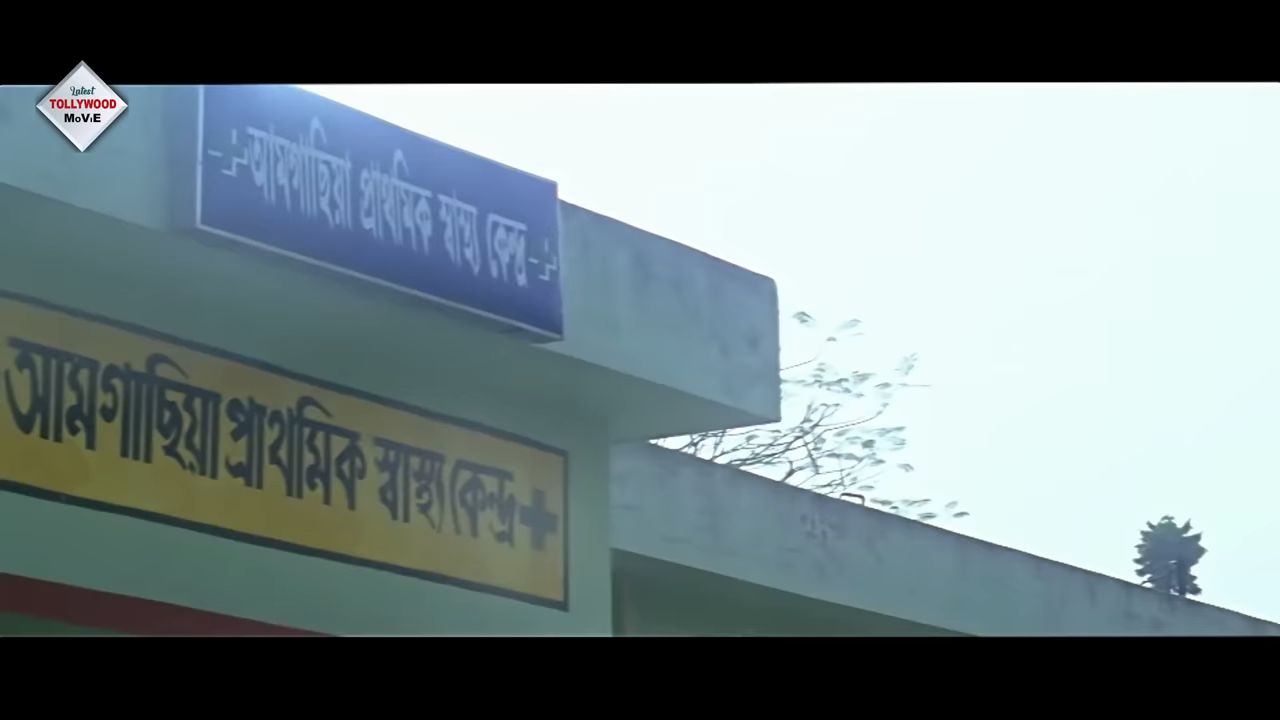 Latest
TOLLYWOOD
MoViE
আমগাছিয়া প্রাথমিক স্বাস্থ্য কেন্দ্র
আমগাছিয়া প্রাথমিক স্বাস্থ্য কেন্দ্র